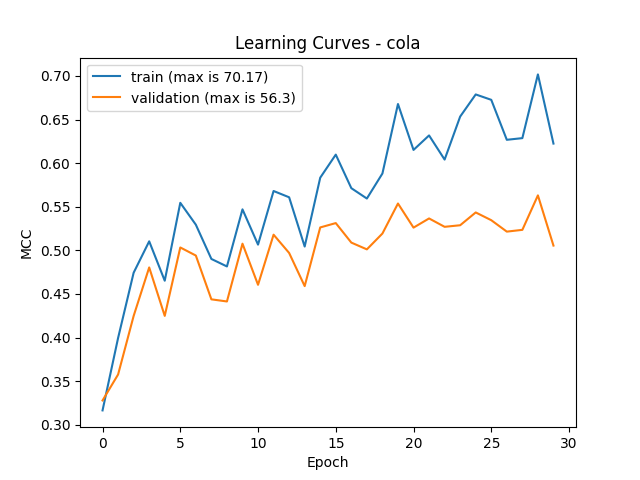 Learning Curves - cola
train (max is 70.17)
validation (max is 56.3)
MCC
0.70
0.65
0.60
0.55
0.50
0.45
0.40
0.35
0.30
0 5 10 15 20 25 30
Epoch